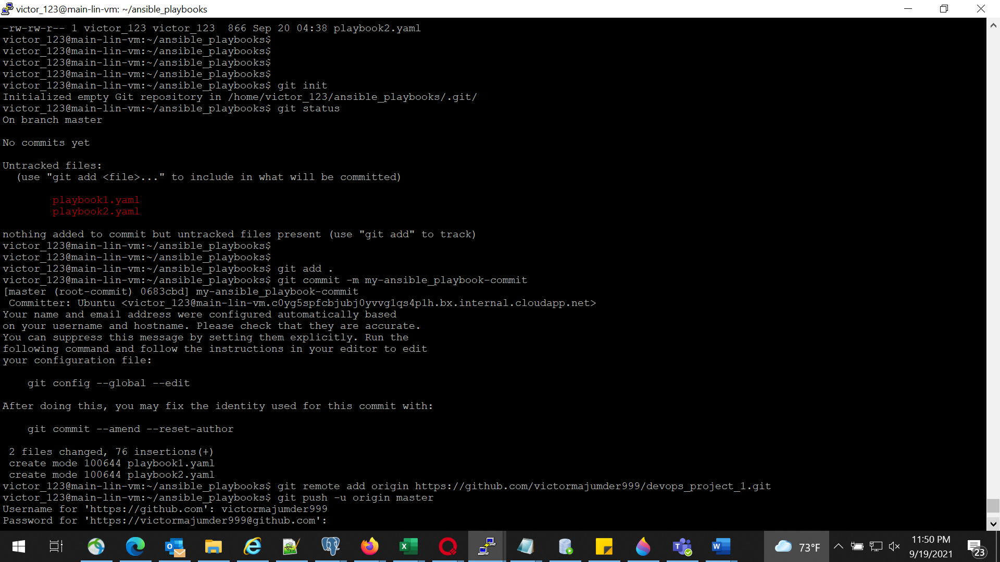 victor_123@main-lin-vm: ~/ansible_playbooks
-rw-rw-r-- 1 victor_123 victor_123  866 Sep 20 04:38 playbook2.yaml
victor_123@main-lin-vm:~/ansible_playbooks$
victor_123@main-lin-vm:~/ansible_playbooks$
victor_123@main-lin-vm:~/ansible_playbooks$
victor_123@main-lin-vm:~/ansible_playbooks$
victor_123@main-lin-vm:~/ansible_playbooks$ git init
Initialized empty Git repository in /home/victor_123/ansible_playbooks/.git/
victor_123@main-lin-vm:~/ansible_playbooks$ git status
On branch master
No commits yet
Untracked files:
  (use "git add <file>..." to include in what will be committed)
        playbook1.yaml
        playbook2.yaml
nothing added to commit but untracked files present (use "git add" to track)
victor_123@main-lin-vm:~/ansible_playbooks$
victor_123@main-lin-vm:~/ansible_playbooks$
victor_123@main-lin-vm:~/ansible_playbooks$ git add .
victor_123@main-lin-vm:~/ansible_playbooks$ git commit -m my-ansible_playbook-commit
[master (root-commit) 0683cbd] my-ansible_playbook-commit
 Committer: Ubuntu <victor_123@main-lin-vm.c0yg5spfcbjubj0yvvg1qs4p1h.bx.internal.cloudapp.net>
Your name and email address were configured automatically based
on your username and hostname. Please check that they are accurate.
You can suppress this message by setting them explicitly. Run the
following command and follow the instructions in your editor to edit
your configuration file:
    git config --global --edit
After doing this, you may fix the identity used for this commit with:
    git commit --amend --reset-author
 2 files changed, 76 insertions(+)
 create mode 100644 playbook1.yaml
 create mode 100644 playbook2.yaml
victor_123@main-lin-vm:~/ansible_playbooks$ git remote add origin https://github.com/victormajumder999/devops_project_1.git
victor_123@main-lin-vm:~/ansible_playbooks$ git push -u origin master
Username for 'https://github.com': victormajumder999
Password for 'https://victormajumder999@github.com':
73°F
11:50 PM
9/19/2021
23